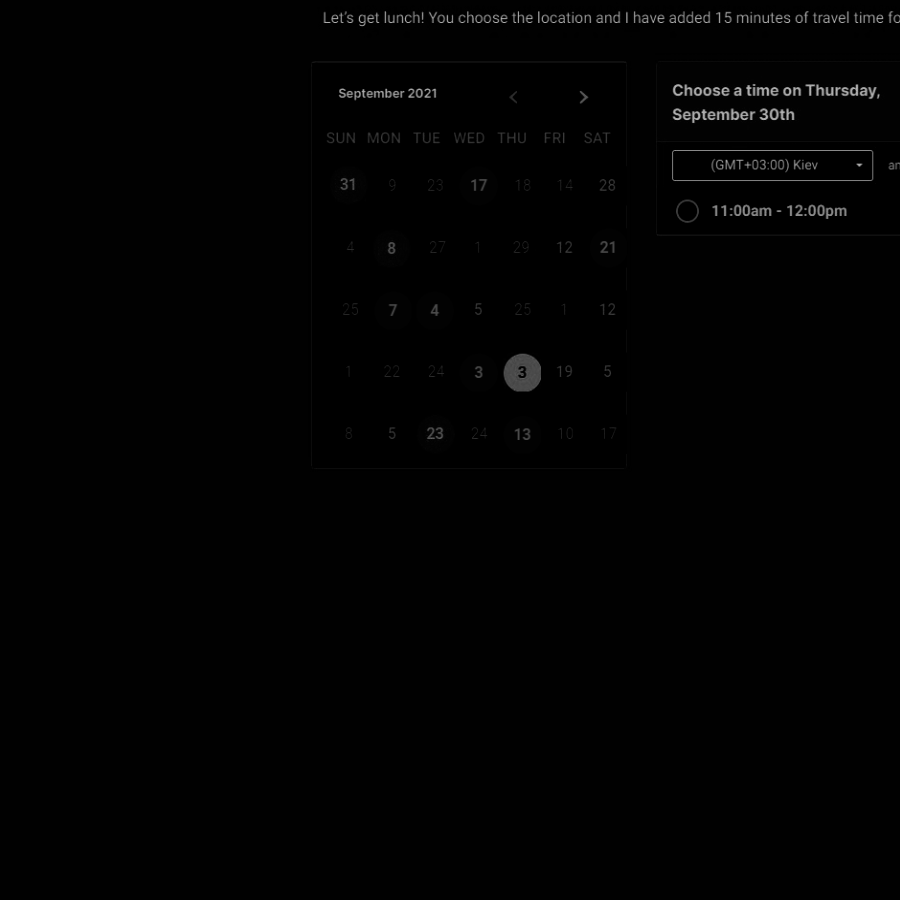 Let's get lunch! You choose the location and I have added 15 minutes of travel time fo
September 2021
SUN MON TUE WED THU FRI SAT
31 9 23 17 18 14 28
4 8 27 1 29 12 21
25 7 4 5 25 1 12
1 22 24 3 3 19 5
8 5 23 24 13 10 17
Choose a time on Thursday,
September 30th
(GMT+03:00) Kiev an
11:00am - 12:00pm